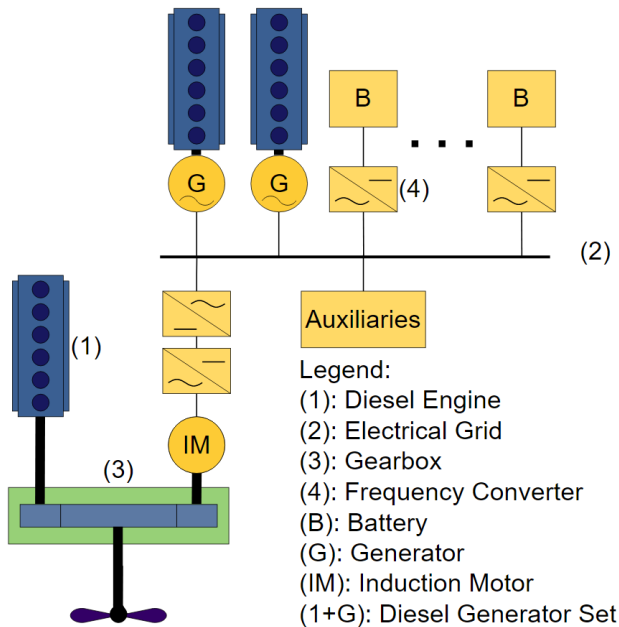 B
B
G
G
(4)
(2)
Auxiliaries
(1)
IM
(3)
Legend:
(1): Diesel Engine
(2): Electrical Grid
(3): Gearbox
(4): Frequency Converter
(B): Battery
(G): Generator
(IM): Induction Motor
(1+G): Diesel Generator Set